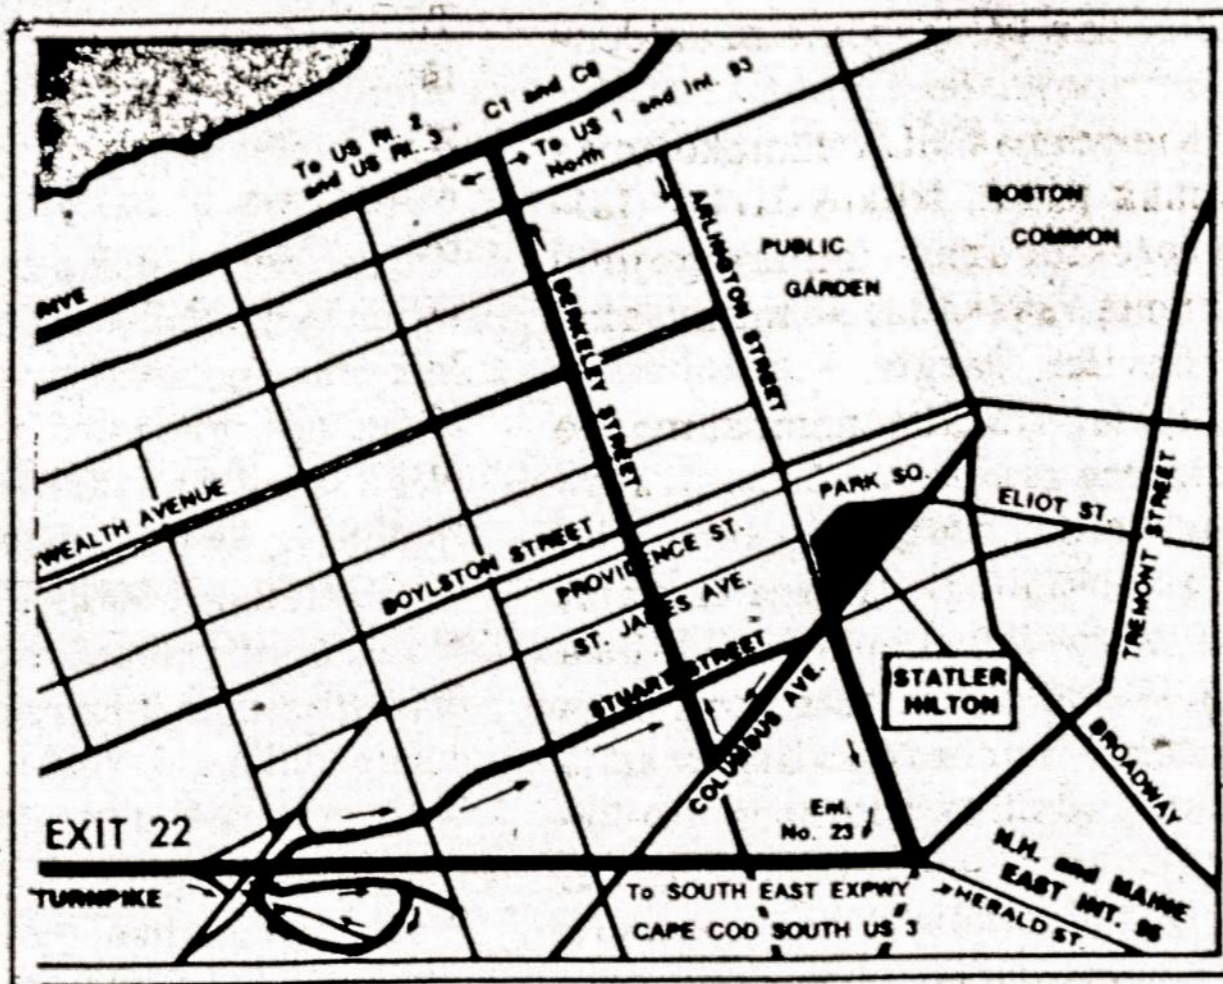 To US Rt. 2
and US Rt. 3
C1 and C9
To US 1 and Int. 93
North
BOSTON
COMMON
PUBLIC
GARDEN
ARLINGTON STREET
RIVE
BERKELEY STREET
PARK SQ.
ELIOT ST.
TREMONT STREET
WEALTH AVENUE
BOYLSTON STREET
PROVIDENCE ST.
ST. JAMES AVE.
STUART STREET
COLUMBUS AVE.
STATLER
HILTON
BROADWAY
Ent.
No. 23
EXIT 22
TURNPIKE
To SOUTH EAST EXPWY
CAPE COD SOUTH US 3
HERALD ST.
N.H. and MAINE
EAST INT. 95